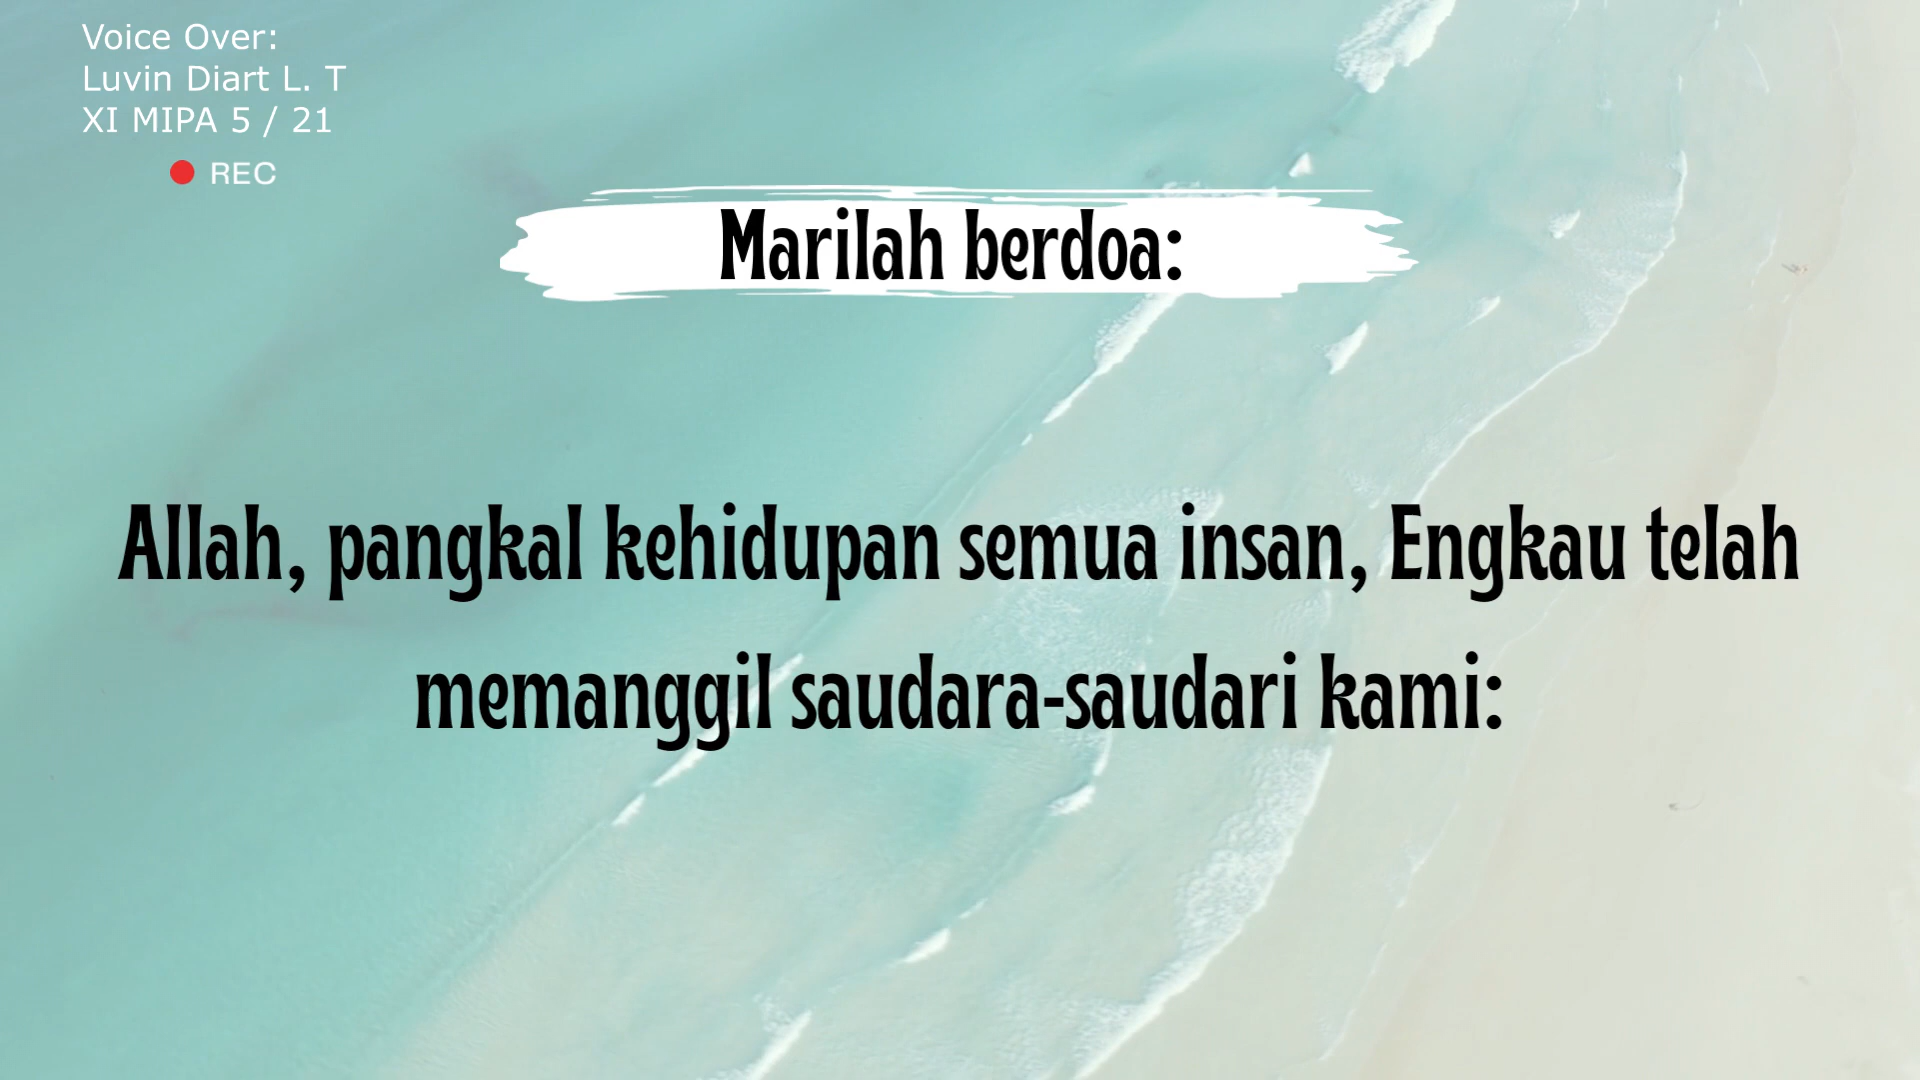 Voice Over:
Luvin Diart L. T
XI MIPA 5 / 21
REC
Marilah berdoa:
Allah, pangkal kehidupan semua insan, Engkau telah
memanggil saudara-saudari kami: